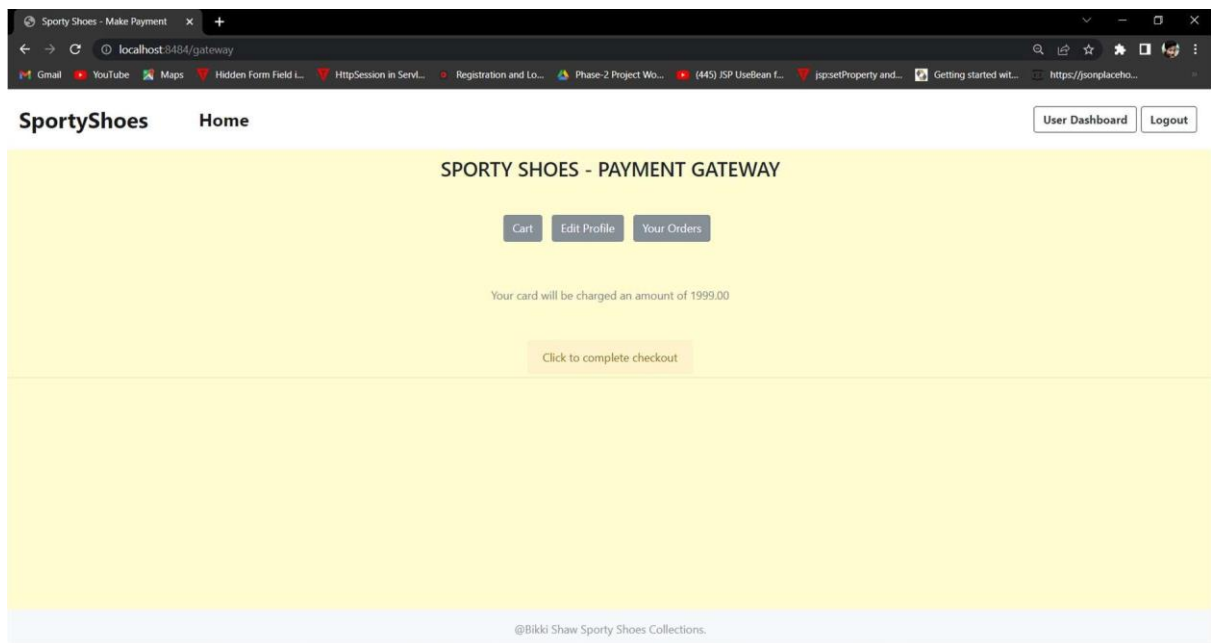 Sporty Shoes - Make Payment
localhost:8484/gateway
Gmail YouTube Maps Hidden Form Field i... HttpSession in Servl... Registration and Lo... Phase-2 Project Wo... (445) JSP UseBean f... jsp:setProperty and... Getting started wit... https://jsonplaceho...
SportyShoes Home User Dashboard Logout
SPORTY SHOES - PAYMENT GATEWAY
Cart Edit Profile Your Orders
Your card will be charged an amount of 1999.00
Click to complete checkout
@Bikki Shaw Sporty Shoes Collections.